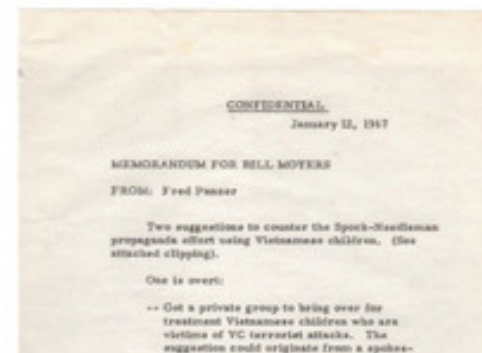 CONFIDENTIAL
January 12, 1967
MEMORANDUM FOR BILL MOYERS
FROM: Fred Panzer
Two suggestions to counter the Spock-Needleman
propaganda effort using Vietnamese children. (See
attached clipping).
One is overt:
-- Get a private group to bring over for
treatment Vietnamese children who are
victims of VC terrorist attacks. The
suggestion could originate from a spokes-